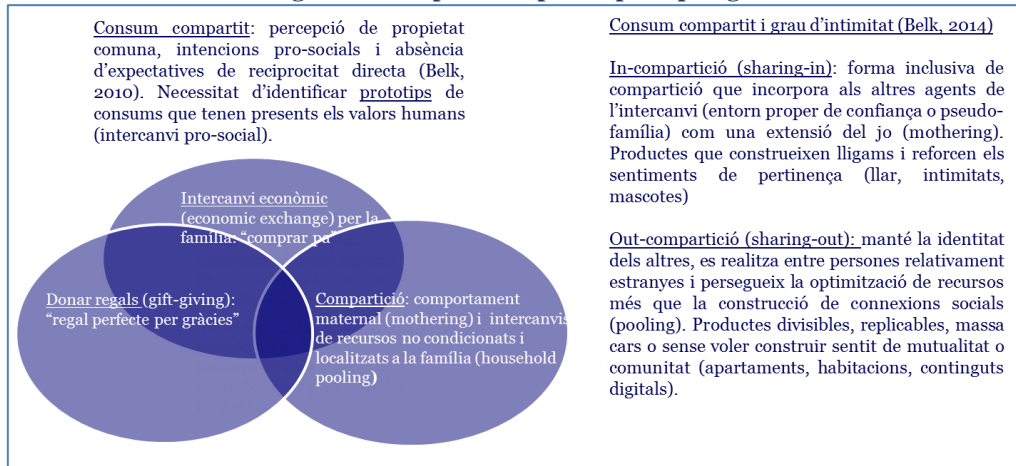 Consum compartit: percepció de propietat
comuna, intencions pro-socials i absència
d’expectatives de reciprocitat directa (Belk,
2010). Necessitat d’identificar prototips de
consums que tenen presents els valors humans
(intercanvi pro-social).
Intercanvi econòmic
(economic exchange) per la
família: “comprar pa”
Donar regals (gift-giving):
“regal perfecte per gràcies”
Compartició: comportament
maternal (mothering) i intercanvis
de recursos no condicionats i
localitzats a la família (household
pooling)
Consum compartit i grau d’intimitat (Belk, 2014)
In-compartició (sharing-in): forma inclusiva de
compartició que incorpora als altres agents de
l’intercanvi (entorn proper de confiança o pseudo-
família) com una extensió del jo (mothering).
Productes que construeixen lligams i reforcen els
sentiments de pertinença (llar, intimitats,
mascotes)
Out-compartició (sharing-out): manté la identitat
dels altres, es realitza entre persones relativament
estranyes i persegueix la optimització de recursos
més que la construcció de connexions socials
(pooling). Productes divisibles, replicables, massa
cars o sense voler construir sentit de mutualitat o
comunitat (apartaments, habitacions, continguts
digitals).